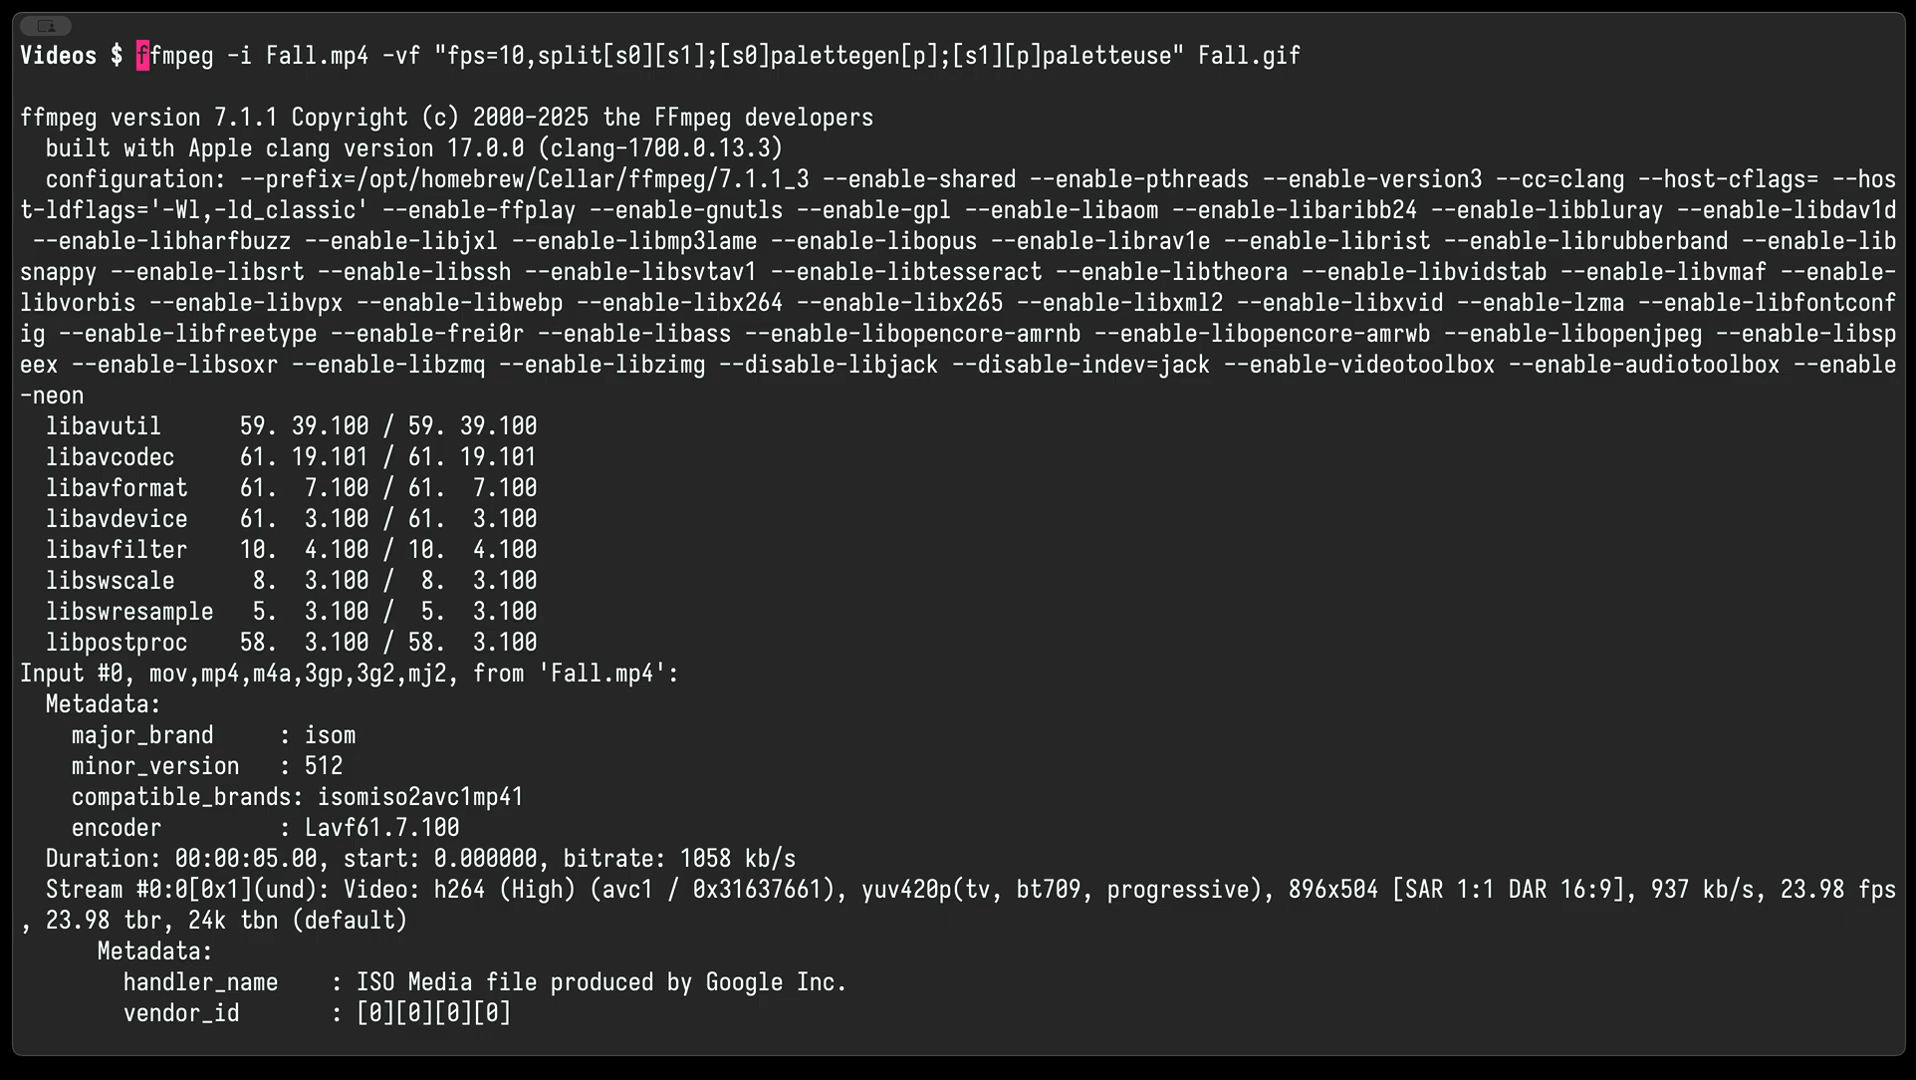 Videos $ ffmpeg -i Fall.mp4 -vf "fps=10,split[s0][s1];[s0]palettegen[p];[s1][p]paletteuse" Fall.gif
ffmpeg version 7.1.1 Copyright (c) 2000-2025 the FFmpeg developers
  built with Apple clang version 17.0.0 (clang-1700.0.13.3)
  configuration: --prefix=/opt/homebrew/Cellar/ffmpeg/7.1.1_3 --enable-shared --enable-pthreads --enable-version3 --cc=clang --host-cflags= --hos
t-ldflags='-Wl,-ld_classic' --enable-ffplay --enable-gnutls --enable-gpl --enable-libaom --enable-libaribb24 --enable-libbluray --enable-libdav1d
 --enable-libharfbuzz --enable-libjxl --enable-libmp3lame --enable-libopus --enable-librav1e --enable-librist --enable-librubberband --enable-lib
snappy --enable-libsrt --enable-libssh --enable-libsvtav1 --enable-libtesseract --enable-libtheora --enable-libvidstab --enable-libvmaf --enable-
libvorbis --enable-libvpx --enable-libwebp --enable-libx264 --enable-libx265 --enable-libxml2 --enable-libxvid --enable-lzma --enable-libfontconf
ig --enable-libfreetype --enable-frei0r --enable-libass --enable-libopencore-amrnb --enable-libopencore-amrwb --enable-libopenjpeg --enable-libsp
eex --enable-libsoxr --enable-libzmq --enable-libzimg --disable-libjack --disable-indev=jack --enable-videotoolbox --enable-audiotoolbox --enable
-neon
  libavutil      59. 39.100 / 59. 39.100
  libavcodec     61. 19.101 / 61. 19.101
  libavformat    61.  7.100 / 61.  7.100
  libavdevice    61.  3.100 / 61.  3.100
  libavfilter    10.  4.100 / 10.  4.100
  libswscale      8.  3.100 /  8.  3.100
  libswresample   5.  3.100 /  5.  3.100
  libpostproc    58.  3.100 / 58.  3.100
Input #0, mov,mp4,m4a,3gp,3g2,mj2, from 'Fall.mp4':
  Metadata:
    major_brand     : isom
    minor_version   : 512
    compatible_brands: isomiso2avc1mp41
    encoder         : Lavf61.7.100
  Duration: 00:00:05.00, start: 0.000000, bitrate: 1058 kb/s
  Stream #0:0[0x1](und): Video: h264 (High) (avc1 / 0x31637661), yuv420p(tv, bt709, progressive), 896x504 [SAR 1:1 DAR 16:9], 937 kb/s, 23.98 fps
, 23.98 tbr, 24k tbn (default)
      Metadata:
        handler_name    : ISO Media file produced by Google Inc.
        vendor_id       : [0][0][0][0]